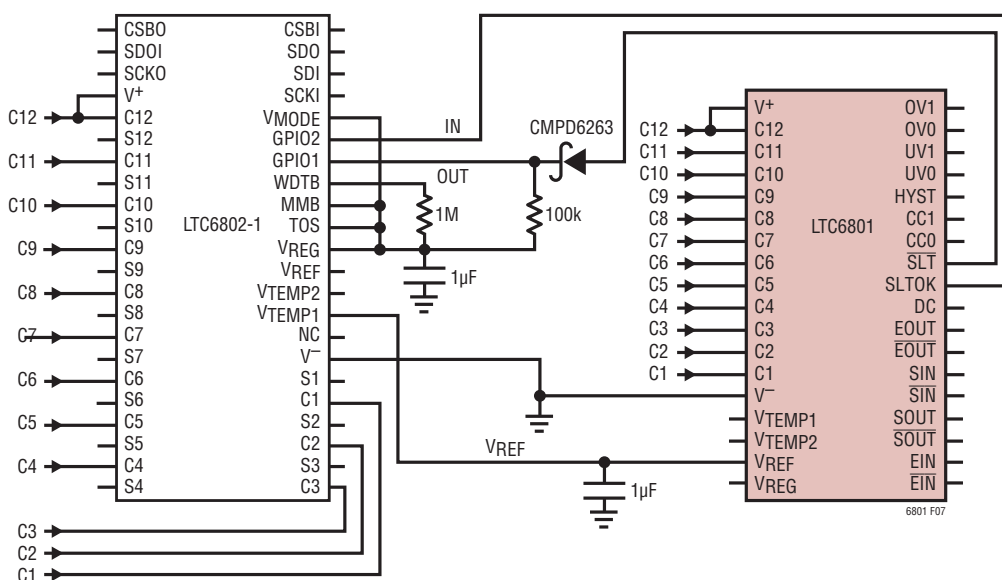 CSBO
SDOI
SCKO
V+
C12
S12
C11
S11
C10
S10
C9
S9
C8
S8
C7
S7
C6
S6
C5
S5
C4
S4
LTC6802-1
CSBI
SDO
SDI
SCKI
VMODE
GPIO2
GPIO1
WDTB
MMB
TOS
VREG
VREF
VTEMP2
VTEMP1
NC
V–
S1
C1
S2
C2
S3
C3
C12
C11
C10
C9
C8
C7
C6
C5
C4
C3
C2
C1
IN
OUT
CMPD6263
1M
100k
1µF
VREF
1µF
C12
C11
C10
C9
C8
C7
C6
C5
C4
C3
C2
C1
V+
C12
C11
C10
C9
C8
C7
C6
C5
C4
C3
C2
C1
V–
VTEMP1
VTEMP2
VREF
VREG
LTC6801
OV1
OV0
UV1
UV0
HYST
CC1
CC0
SLT
SLTOK
DC
EOUT
EOUT
SIN
SIN
SOUT
SOUT
EIN
EIN
6801 F07